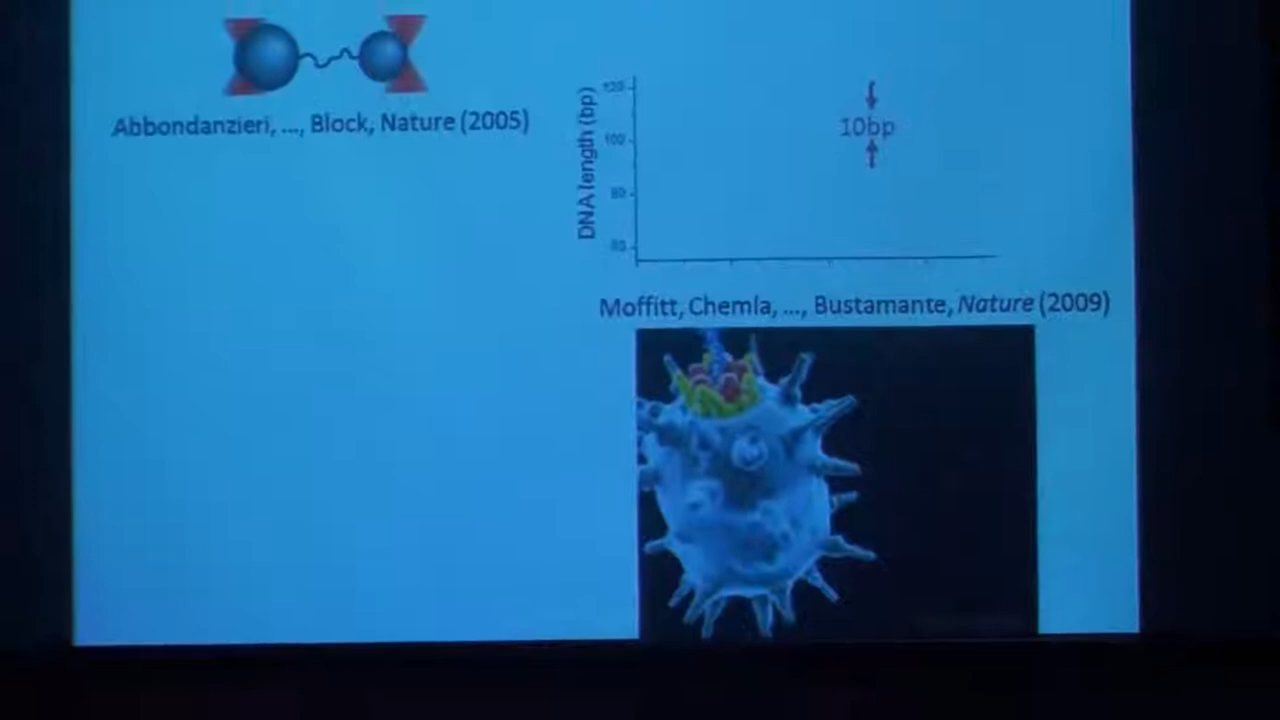 Abbondanzieri, ..., Block, Nature (2005)
DNA length (bp)
120
100
80
60
10bp
Moffitt, Chemla, ..., Bustamante, Nature (2009)